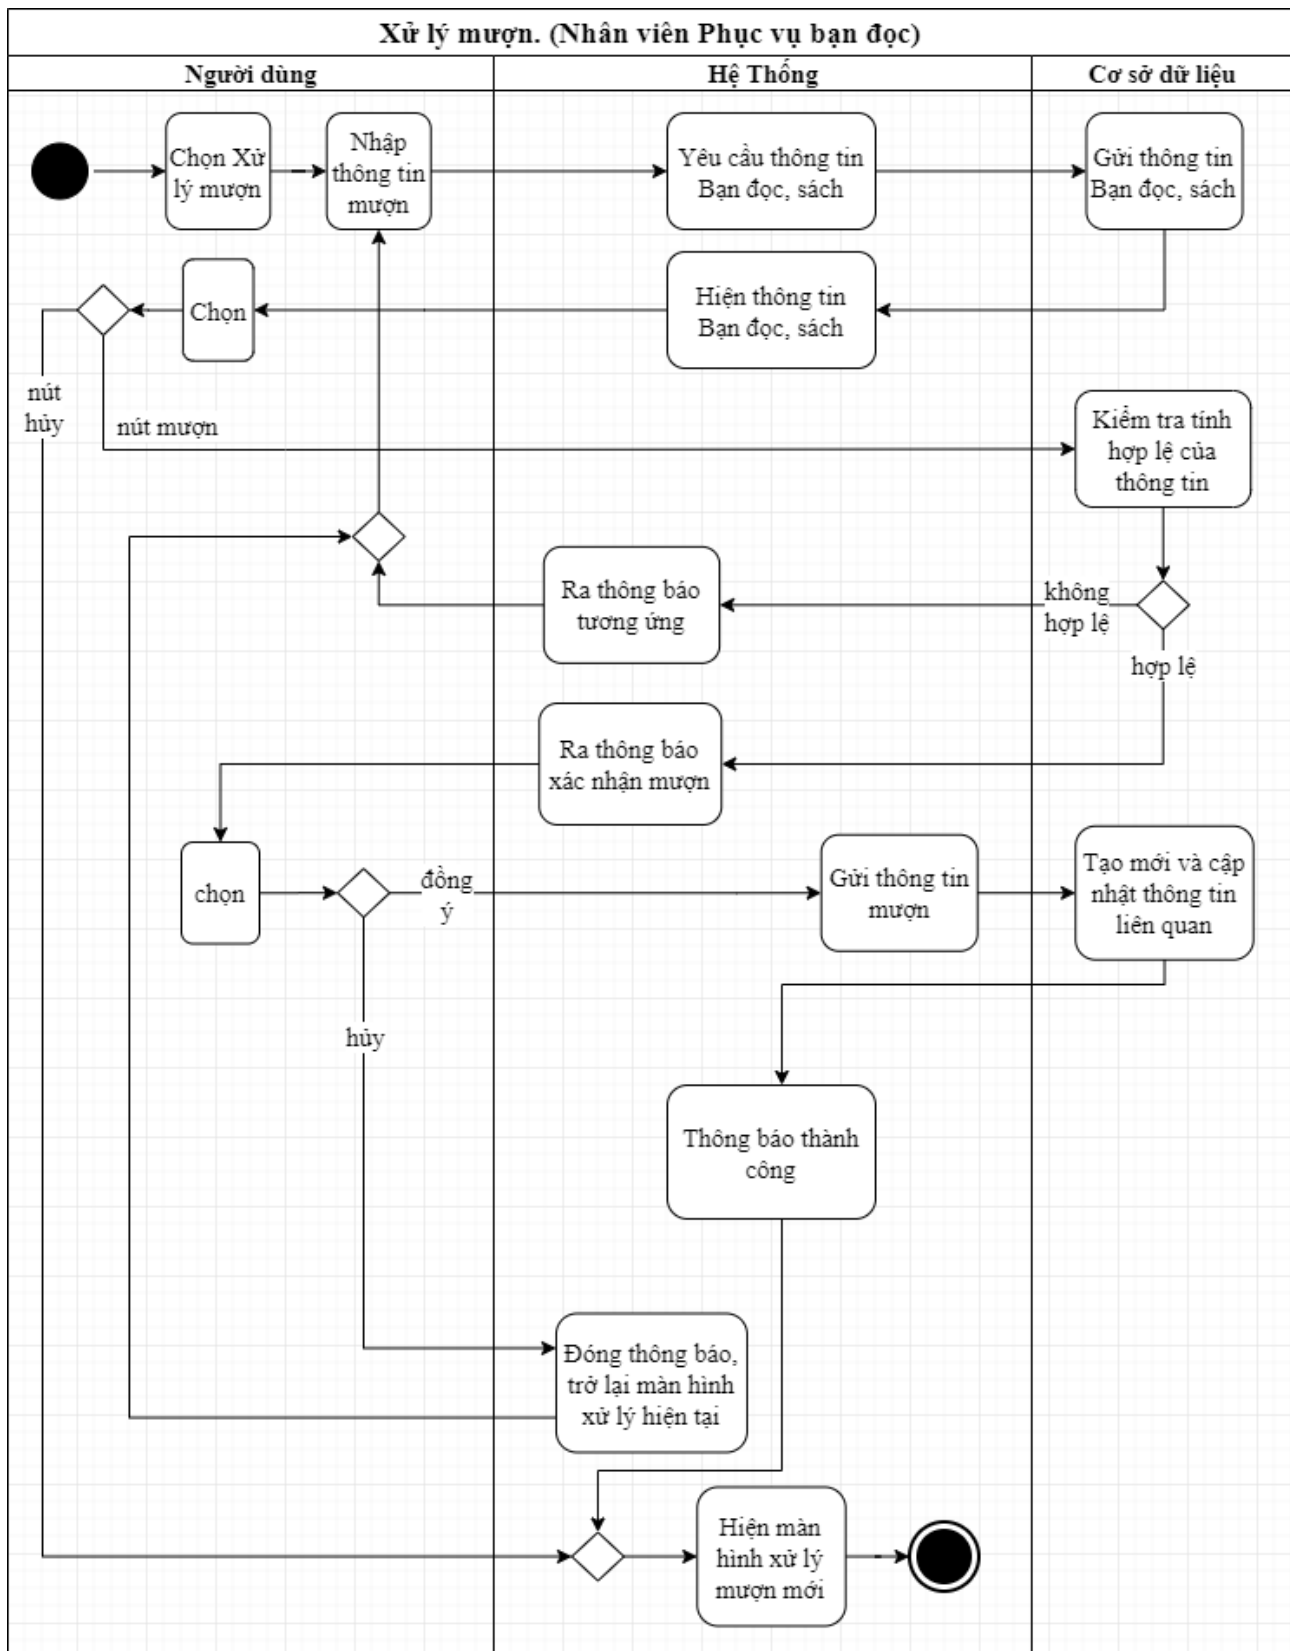 Xử lý mượn. (Nhân viên Phục vụ bạn đọc)
Người dùng
Hệ Thống
Cơ sở dữ liệu
Chọn Xử
lý mượn
Nhập
thông tin
mượn
Yêu cầu thông tin
Bạn đọc, sách
Gửi thông tin
Bạn đọc, sách
Chọn
Hiện thông tin
Bạn đọc, sách
nút
hủy
nút mượn
Kiểm tra tính
hợp lệ của
thông tin
Ra thông báo
tương ứng
không
hợp lệ
hợp lệ
Ra thông báo
xác nhận mượn
chọn
đồng
ý
Gửi thông tin
mượn
Tạo mới và cập
nhật thông tin
liên quan
hủy
Thông báo thành
công
Đóng thông báo,
trở lại màn hình
xử lý hiện tại
Hiện màn
hình xử lý
mượn mới